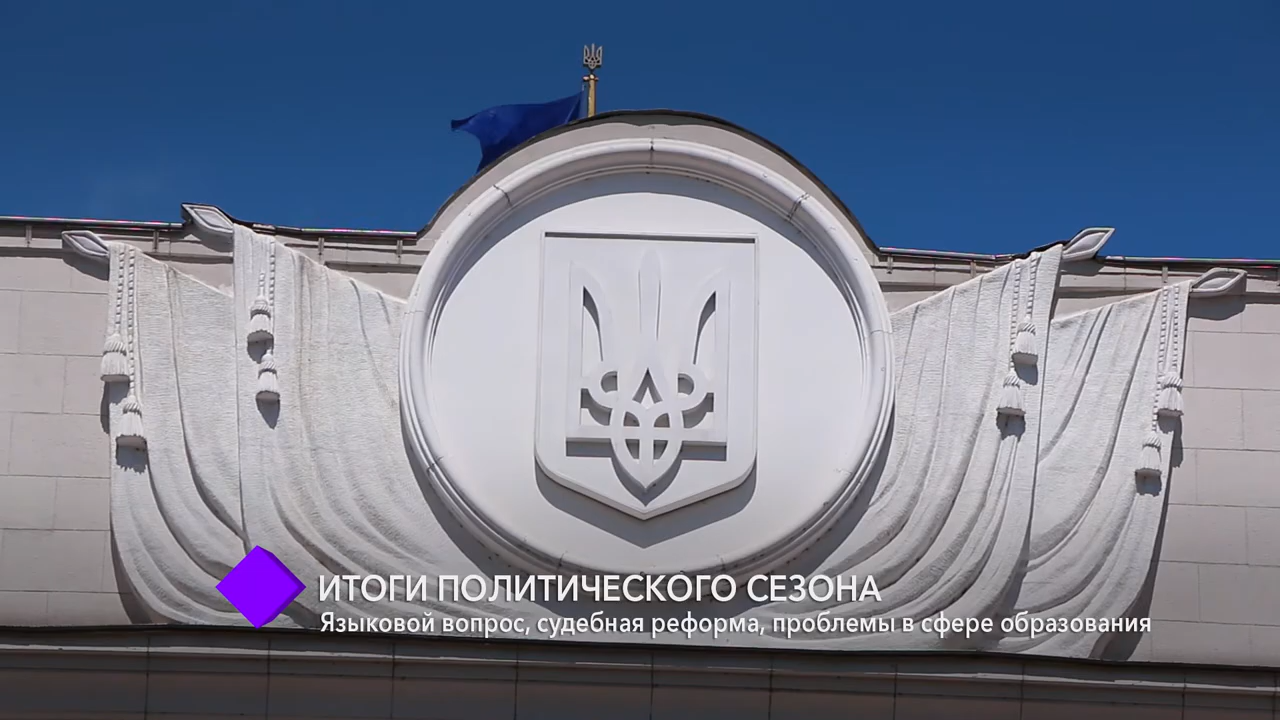 ИТОГИ ПОЛИТИЧЕСКОГО СЕЗОНА
Языковой вопрос, судебная реформа, проблемы в сфере образования